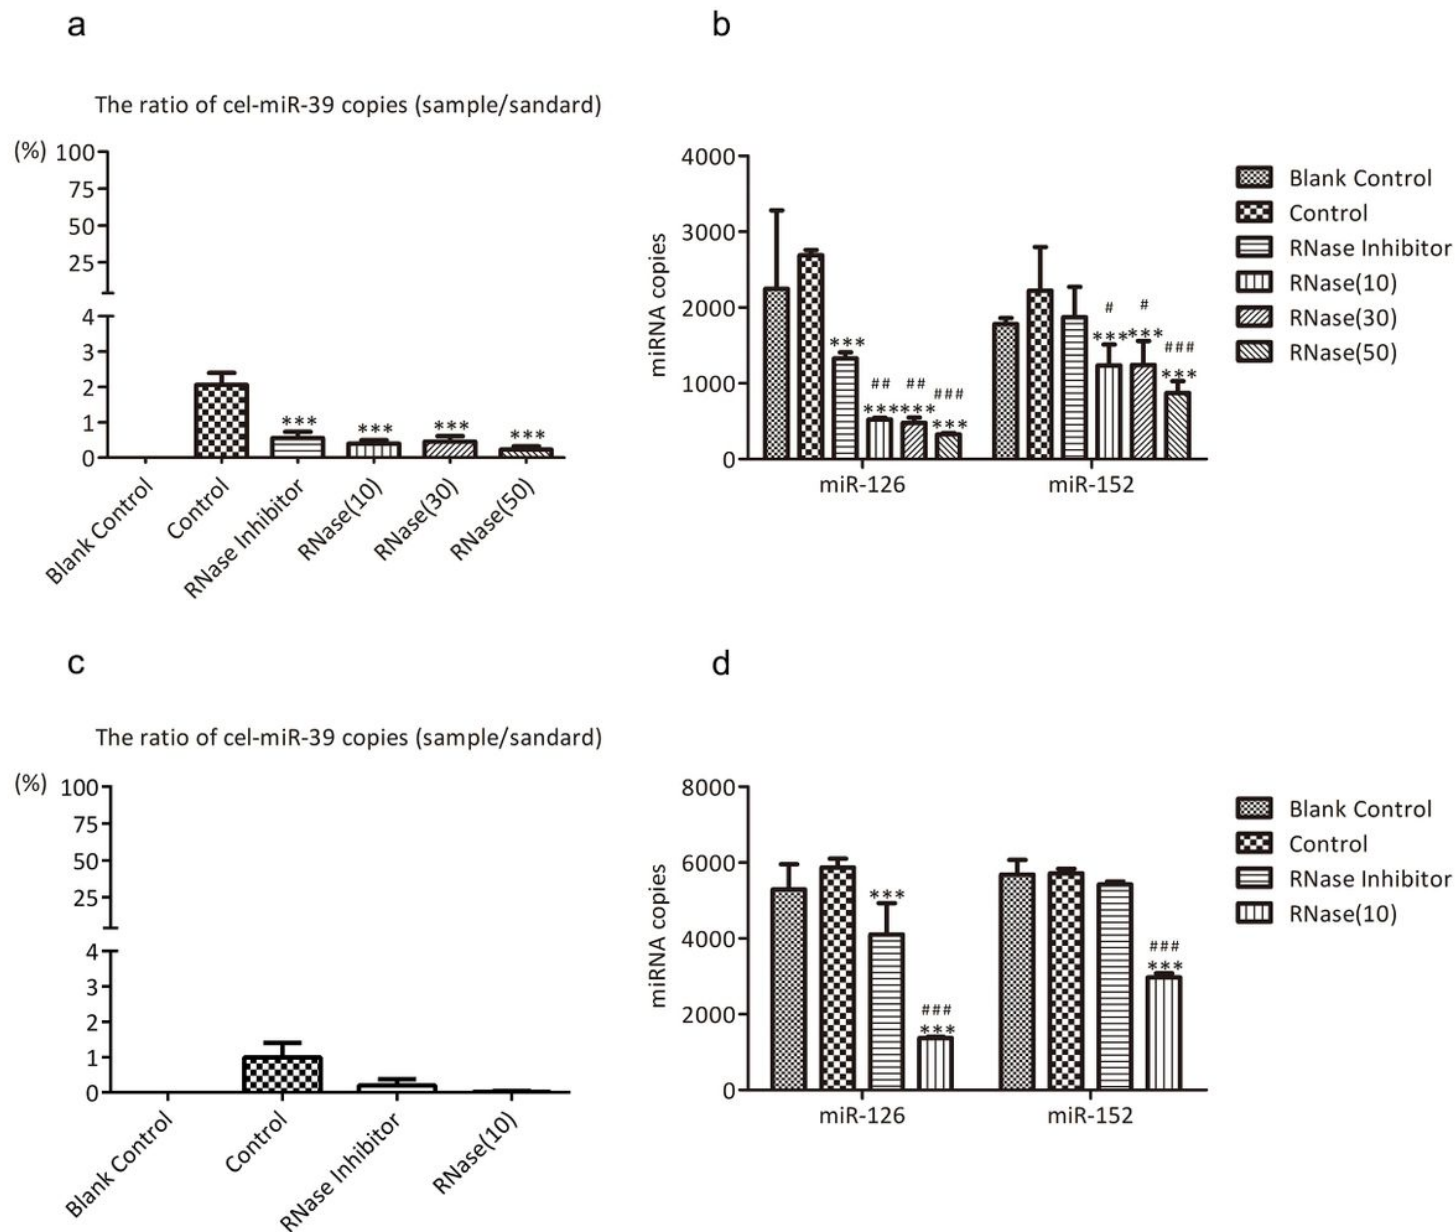 a
The ratio of cel-miR-39 copies (sample/sandard)
(%)
100
75
50
25
4
3
2
1
0
***
***
***
***
Blank Control
Control
RNase Inhibitor
RNase(10)
RNase(30)
RNase(50)
b
miRNA copies
4000
3000
2000
1000
0
***
##
***
##
***
###
***
#
***
#
***
###
***
miR-126
miR-152
Blank Control
Control
RNase Inhibitor
RNase(10)
RNase(30)
RNase(50)
c
The ratio of cel-miR-39 copies (sample/sandard)
(%)
100
75
50
25
4
3
2
1
0
Blank Control
Control
RNase Inhibitor
RNase(10)
d
miRNA copies
8000
6000
4000
2000
0
***
###
***
###
***
miR-126
miR-152
Blank Control
Control
RNase Inhibitor
RNase(10)